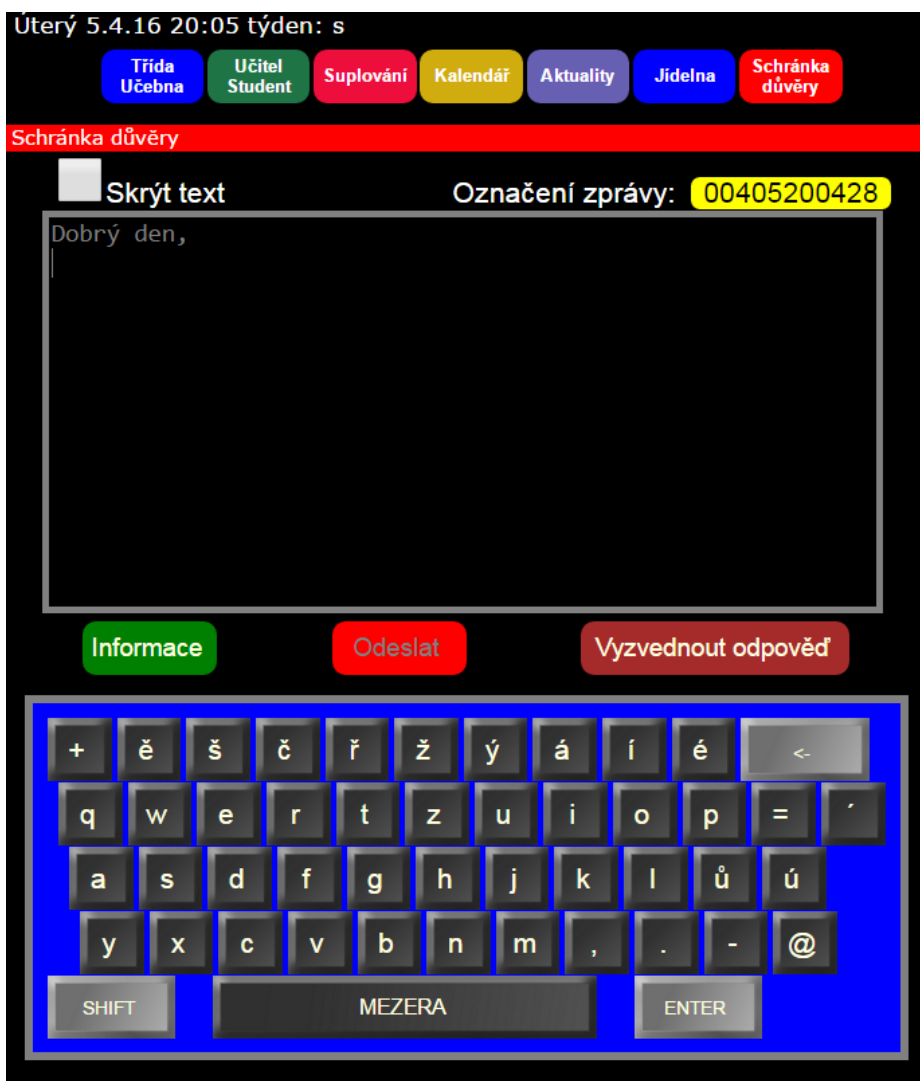 Úterý 5.4.16 20:05 týden: s
Třída Učebna
Učitel Student
Suplování
Kalendář
Aktuality
Jídelna
Schránka důvěry
Schránka důvěry
Skrýt text
Označení zprávy: 00405200428
Dobrý den,
Informace
Odeslat
Vyzvednout odpověď
+ ě š č ř ž ý á í é <-
q w e r t z u i o p = ´
a s d f g h j k l ů ú
y x c v b n m , . - @
SHIFT MEZERA ENTER